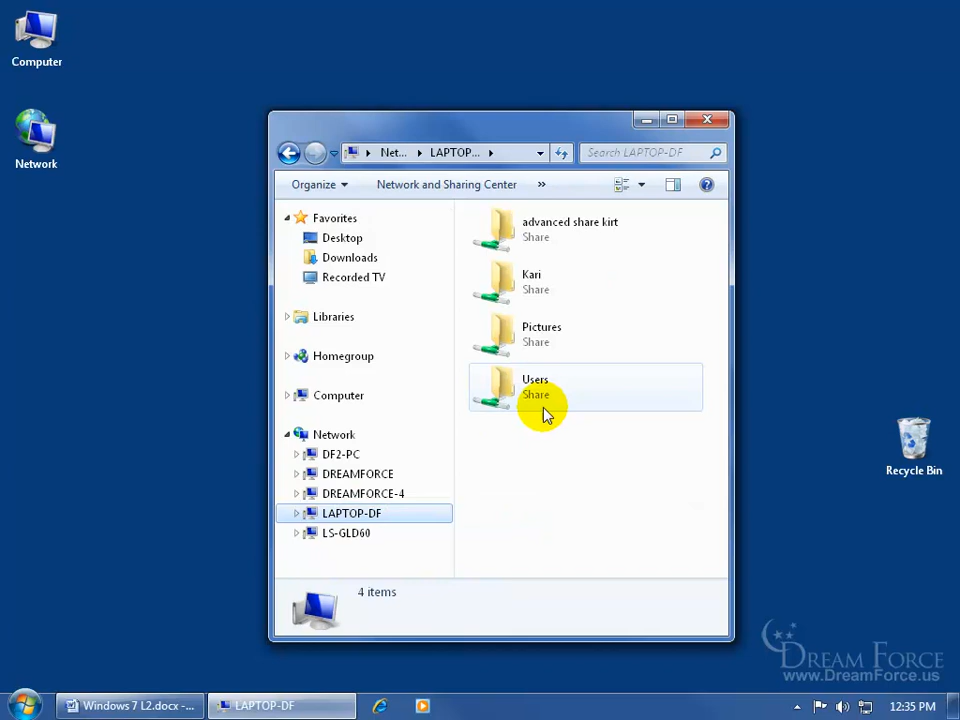 Computer
Network
Net... LAPTOP... Search LAPTOP-DF
Organize Network and Sharing Center »
Favorites
Desktop
Downloads
Recorded TV
Libraries
Homegroup
Computer
Network
DF2-PC
DREAMFORCE
DREAMFORCE-4
LAPTOP-DF
LS-GLD60
advanced share kirt
Share
Kari
Share
Pictures
Share
Users
Share
4 items
Recycle Bin
DREAM FORCE
www.DreamForce.us
Windows 7 L2.docx -...
LAPTOP-DF
12:35 PM